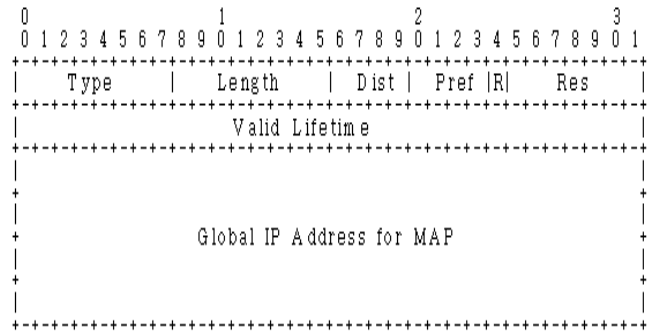 0 1 2 3
0 1 2 3 4 5 6 7 8 9 0 1 2 3 4 5 6 7 8 9 0 1 2 3 4 5 6 7 8 9 0 1
+-+-+-+-+-+-+-+-+-+-+-+-+-+-+-+-+-+-+-+-+-+-+-+-+-+-+-+-+-+-+-+-+
| Type | Length | Dist | Pref |R| Res |
+-+-+-+-+-+-+-+-+-+-+-+-+-+-+-+-+-+-+-+-+-+-+-+-+-+-+-+-+-+-+-+-+
| Valid Lifetime |
+-+-+-+-+-+-+-+-+-+-+-+-+-+-+-+-+-+-+-+-+-+-+-+-+-+-+-+-+-+-+-+-+
| |
+ +
| |
+ Global IP Address for MAP +
| |
+ +
| |
+-+-+-+-+-+-+-+-+-+-+-+-+-+-+-+-+-+-+-+-+-+-+-+-+-+-+-+-+-+-+-+-+